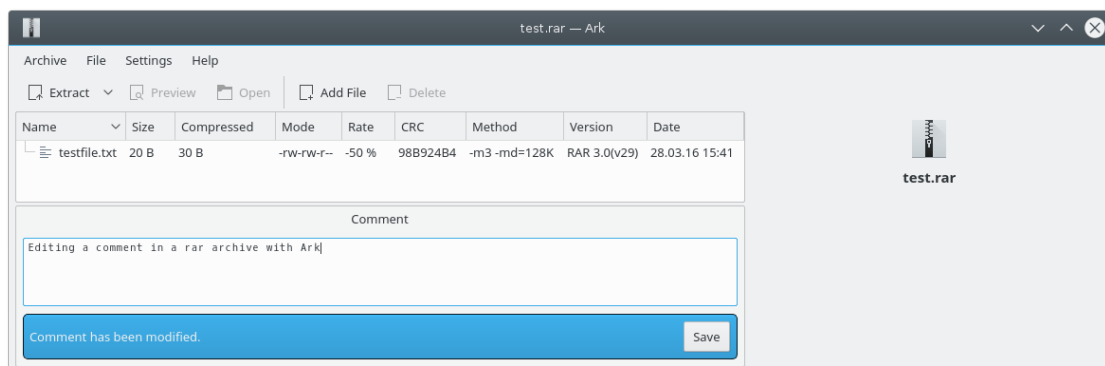 test.rar — Ark
Archive File Settings Help
Extract Preview Open Add File Delete
Name Size Compressed Mode Rate CRC Method Version Date
testfile.txt 20 B 30 B -rw-rw-r-- -50 % 98B924B4 -m3 -md=128K RAR 3.0(v29) 28.03.16 15:41
test.rar
Comment
Editing a comment in a rar archive with Ark
Comment has been modified. Save